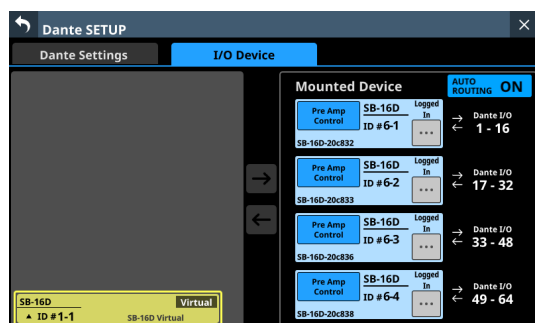 Dante SETUP
Dante Settings
I/O Device
Mounted Device
AUTO ROUTING ON
Pre Amp Control
SB-16D
ID #6-1
Logged In
...
SB-16D-20c832
Dante I/O
1 - 16
Pre Amp Control
SB-16D
ID #6-2
Logged In
...
SB-16D-20c833
Dante I/O
17 - 32
Pre Amp Control
SB-16D
ID #6-3
Logged In
...
SB-16D-20c836
Dante I/O
33 - 48
Pre Amp Control
SB-16D
ID #6-4
Logged In
...
SB-16D-20c838
Dante I/O
49 - 64
SB-16D
Virtual
ID #1-1
SB-16D Virtual